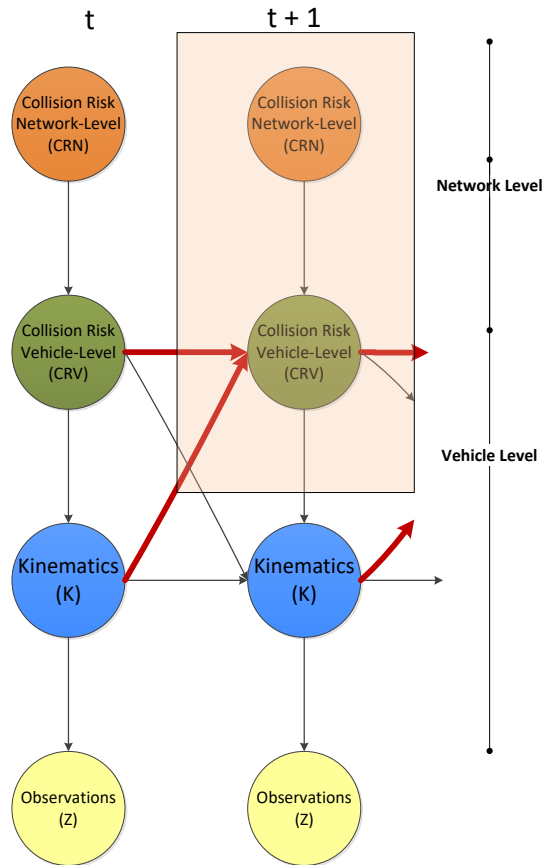 t
t + 1
Collision Risk
Network-Level
(CRN)
Collision Risk
Network-Level
(CRN)
Network Level
Collision Risk
Vehicle-Level
(CRV)
Collision Risk
Vehicle-Level
(CRV)
Vehicle Level
Kinematics
(K)
Kinematics
(K)
Observations
(Z)
Observations
(Z)